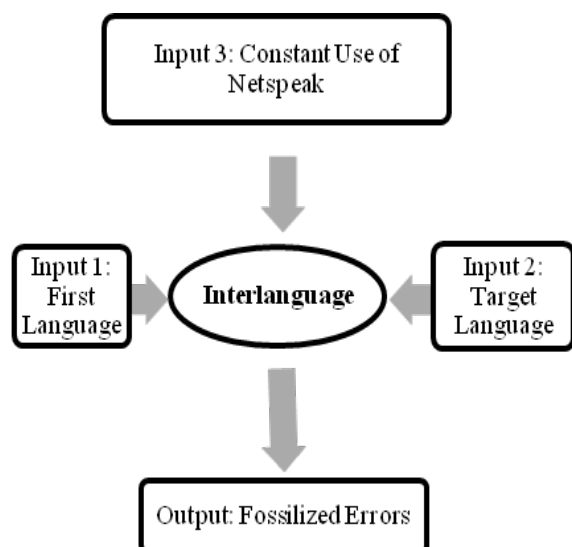 Input 3: Constant Use of
Netspeak
Input 1:
First
Language
Interlanguage
Input 2:
Target
Language
Output: Fossilized Errors